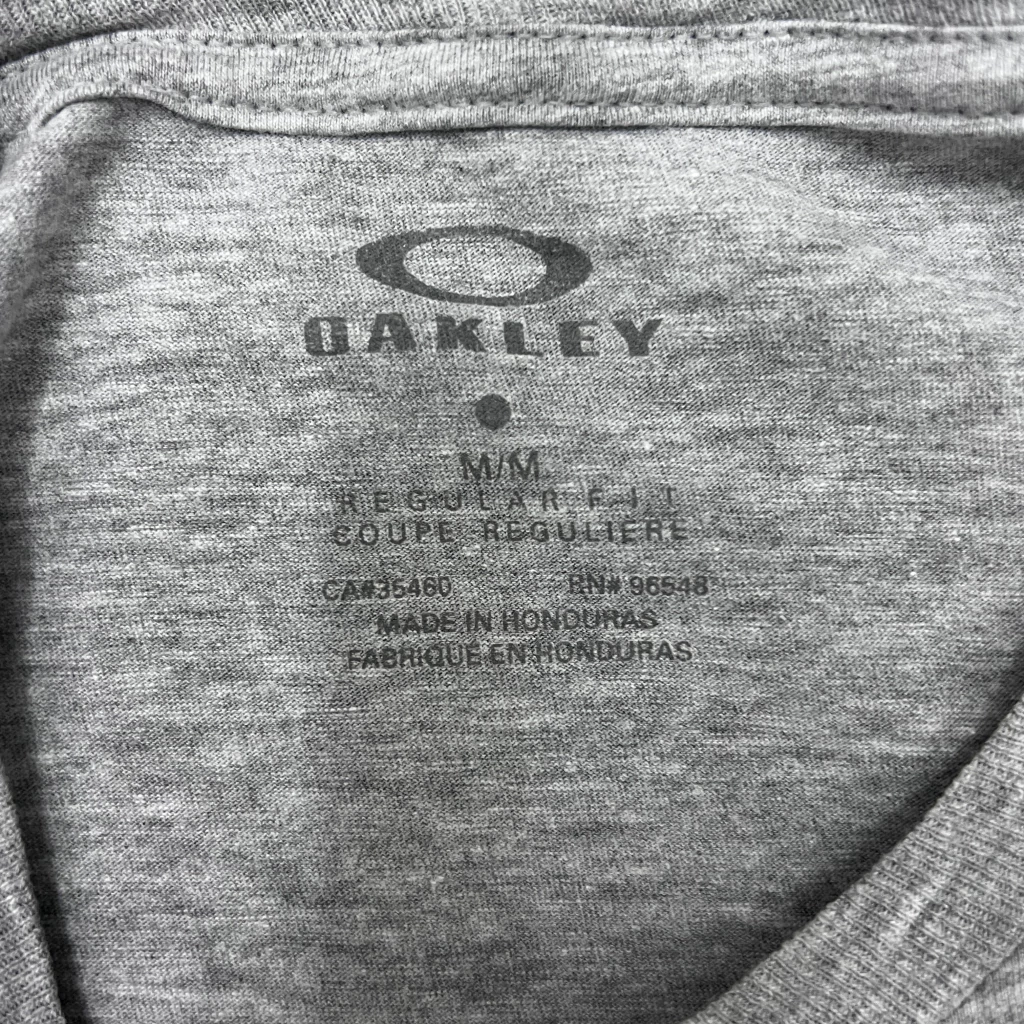 OAKLEY
M/M
REGULAR FIT
COUPE REGULIERE
CA#35460 RN# 96548
MADE IN HONDURAS
FABRIQUE EN HONDURAS